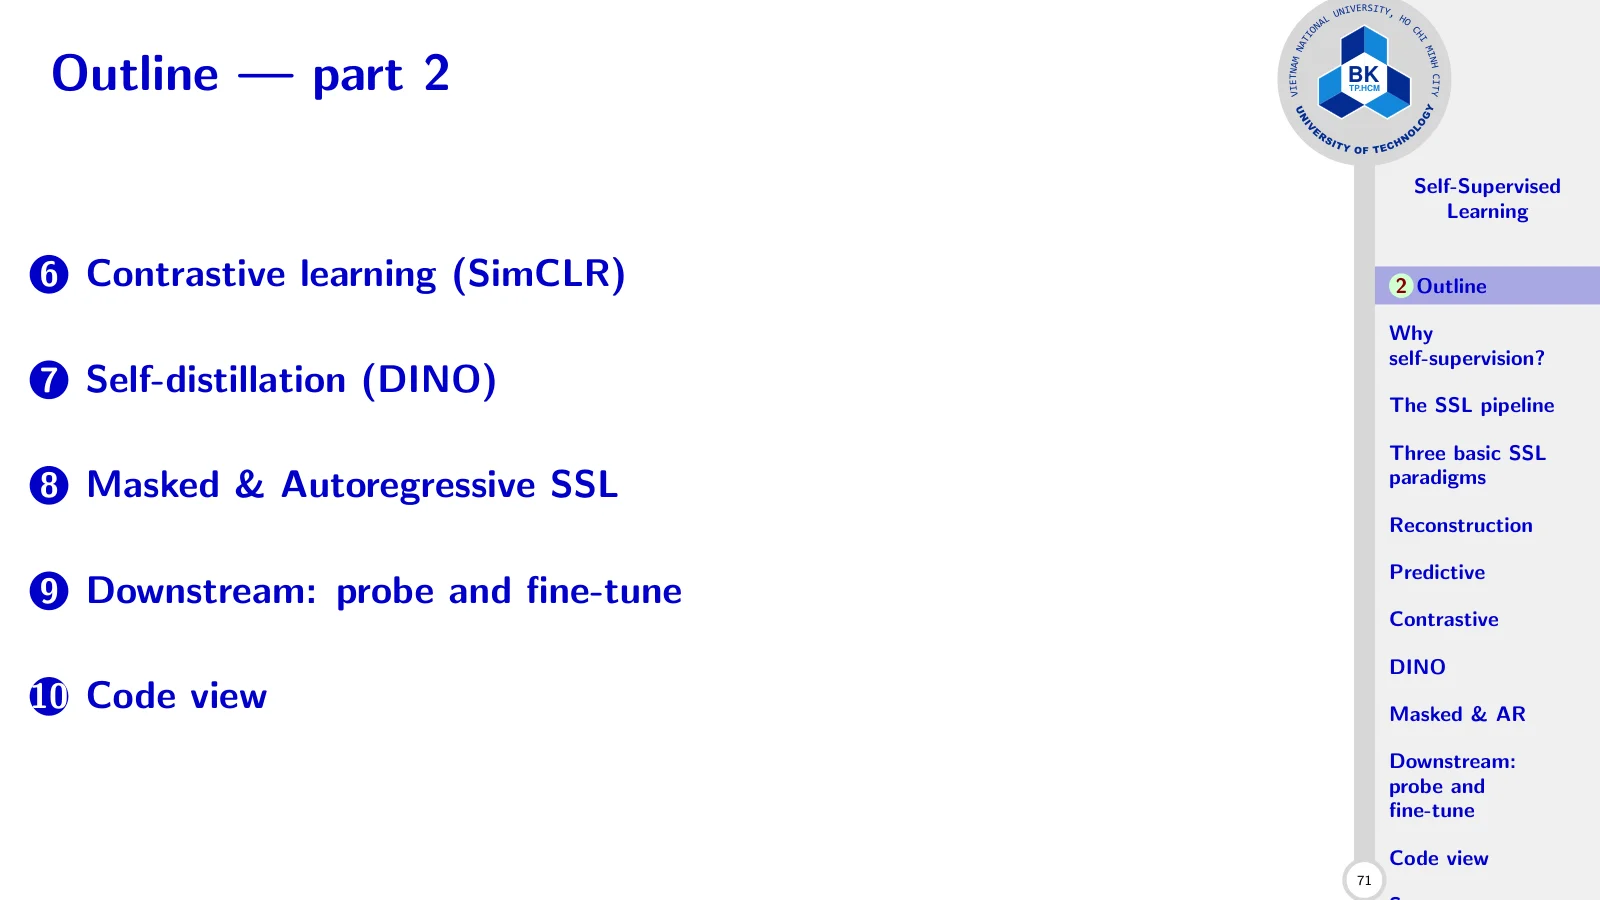 Outline — part 2
6 Contrastive learning (SimCLR)
7 Self-distillation (DINO)
8 Masked & Autoregressive SSL
9 Downstream: probe and fine-tune
10 Code view
VIETNAM NATIONAL UNIVERSITY, HO CHI MINH CITY
BK
TP.HCM
UNIVERSITY OF TECHNOLOGY
Self-Supervised
Learning
2 Outline
Why
self-supervision?
The SSL pipeline
Three basic SSL
paradigms
Reconstruction
Predictive
Contrastive
DINO
Masked & AR
Downstream:
probe and
fine-tune
Code view
71